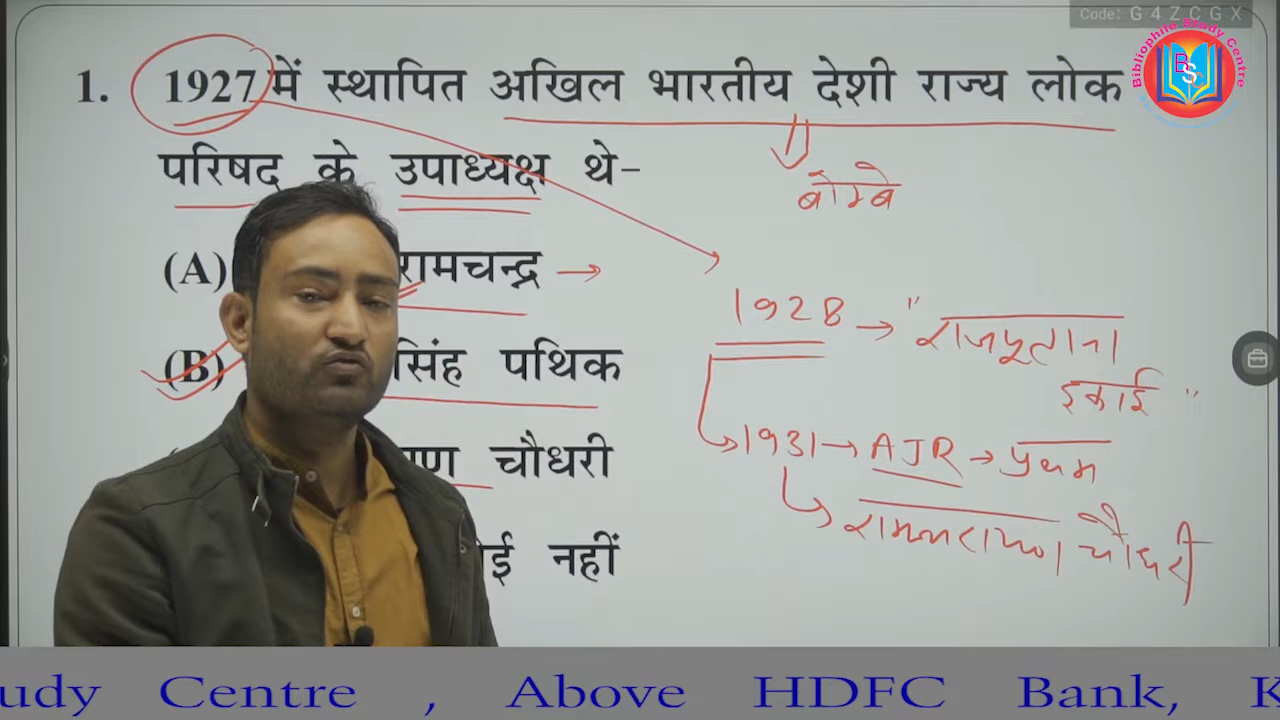 Code: G 4 Z C G X
Bibliophile Study Centre
BS
1. 1927 में स्थापित अखिल भारतीय देशी राज्य लोक
परिषद के उपाध्यक्ष थे-
बोम्बे
(A) रामचन्द्र
1928 → "राजपूताना
इकाई"
(B) सिंह पथिक
1931 → AJR → प्रथम
चौधरी
रामनारायण चौधरी
नहीं
udy Centre , Above HDFC Bank, K